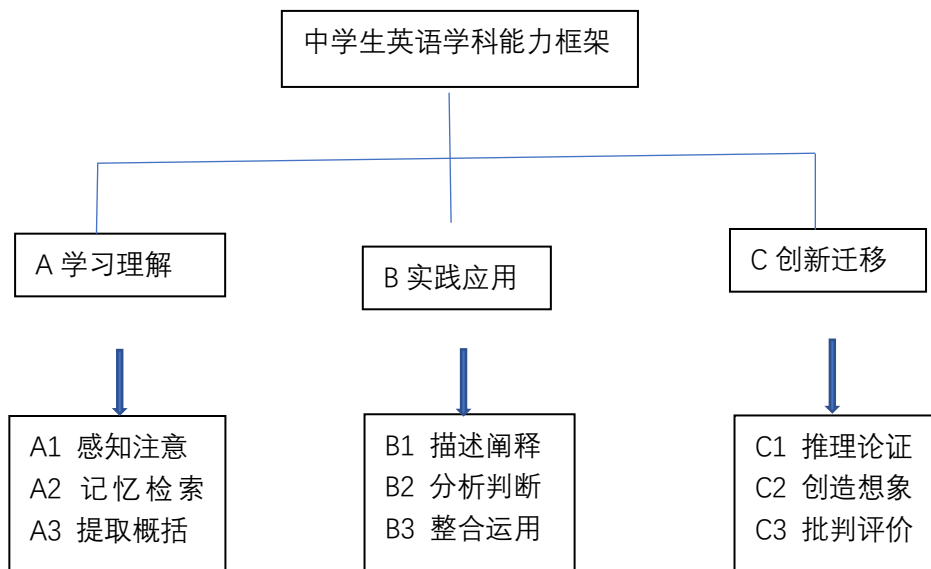 中学生英语学科能力框架
A 学习理解
B 实践应用
C 创新迁移
A1 感知注意
A2 记忆检索
A3 提取概括
B1 描述阐释
B2 分析判断
B3 整合运用
C1 推理论证
C2 创造想象
C3 批判评价